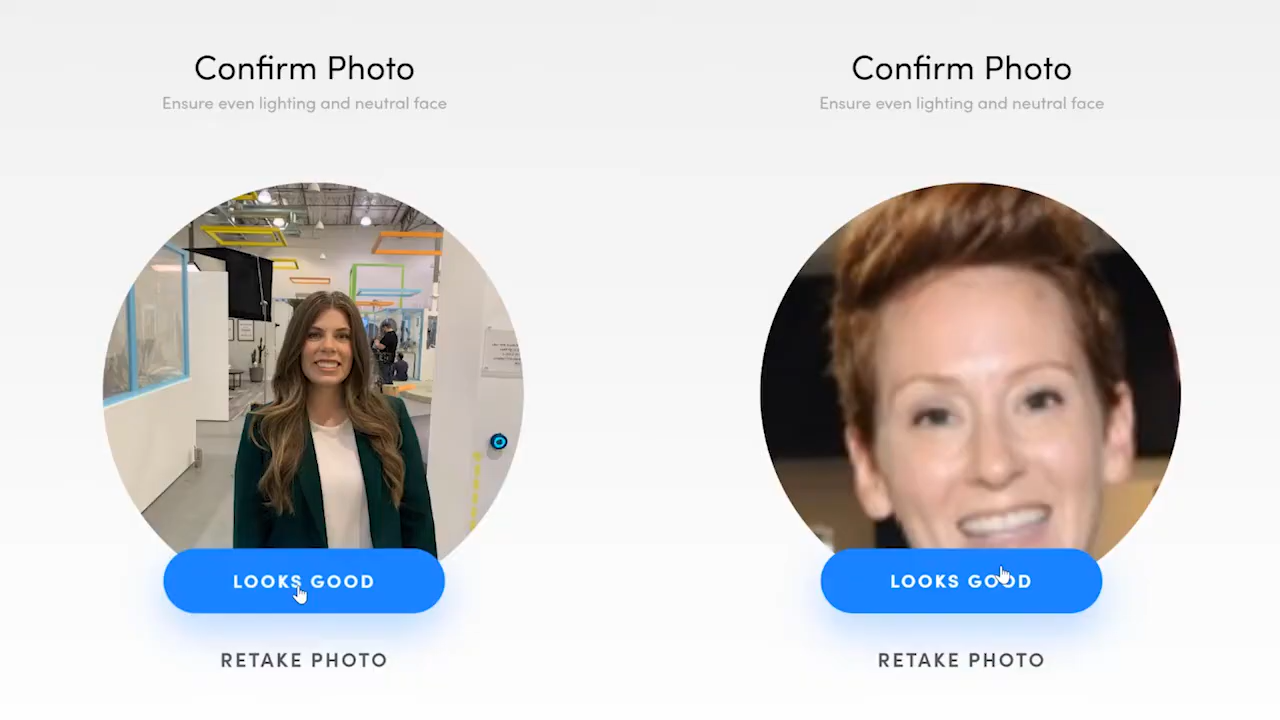 Confirm Photo
Ensure even lighting and neutral face
LOOKS GOOD
RETAKE PHOTO
Confirm Photo
Ensure even lighting and neutral face
LOOKS GOOD
RETAKE PHOTO